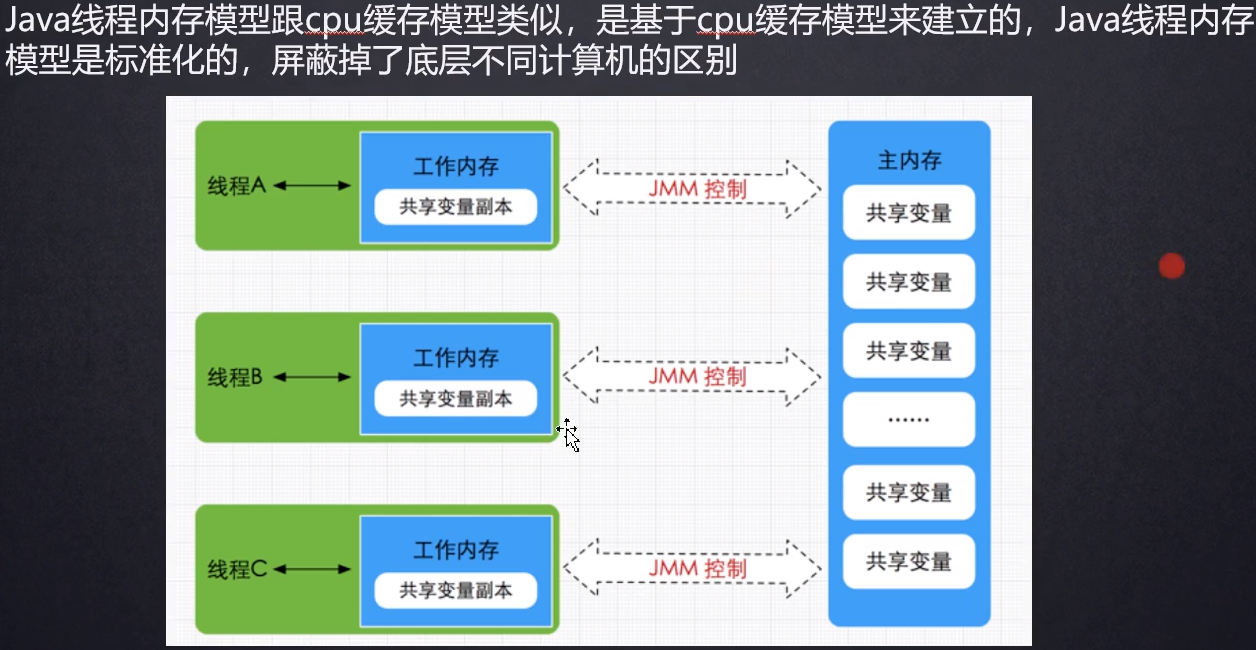 Java线程内存模型跟cpu缓存模型类似，是基于cpu缓存模型来建立的，Java线程内存
模型是标准化的，屏蔽掉了底层不同计算机的区别
线程A
工作内存
共享变量副本
JMM 控制
线程B
工作内存
共享变量副本
JMM 控制
线程C
工作内存
共享变量副本
JMM 控制
主内存
共享变量
共享变量
共享变量
......
共享变量
共享变量